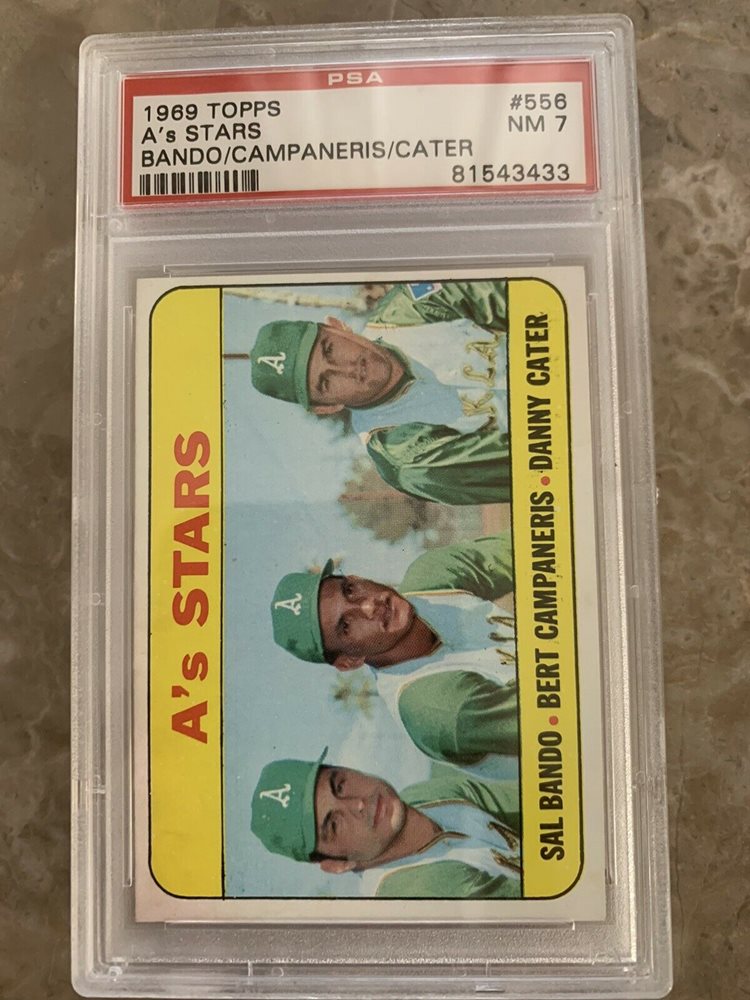 PSA
1969 TOPPS #556
A's STARS NM 7
BANDO/CAMPANERIS/CATER
81543433
A's STARS
A
A
A
K C A
SAL BANDO • BERT CAMPANERIS • DANNY CATER